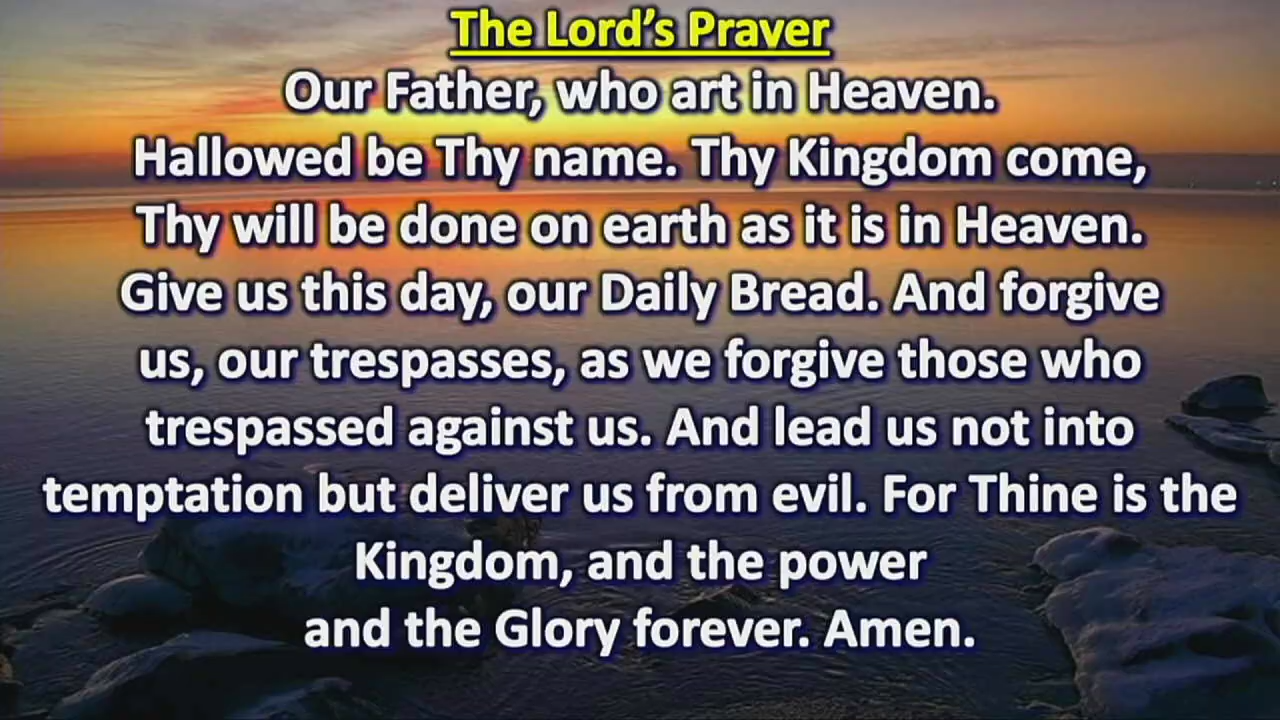 The Lord’s Prayer
Our Father, who art in Heaven.
Hallowed be Thy name. Thy Kingdom come,
Thy will be done on earth as it is in Heaven.
Give us this day, our Daily Bread. And forgive
us, our trespasses, as we forgive those who
trespassed against us. And lead us not into
temptation but deliver us from evil. For Thine is the
Kingdom, and the power
and the Glory forever. Amen.